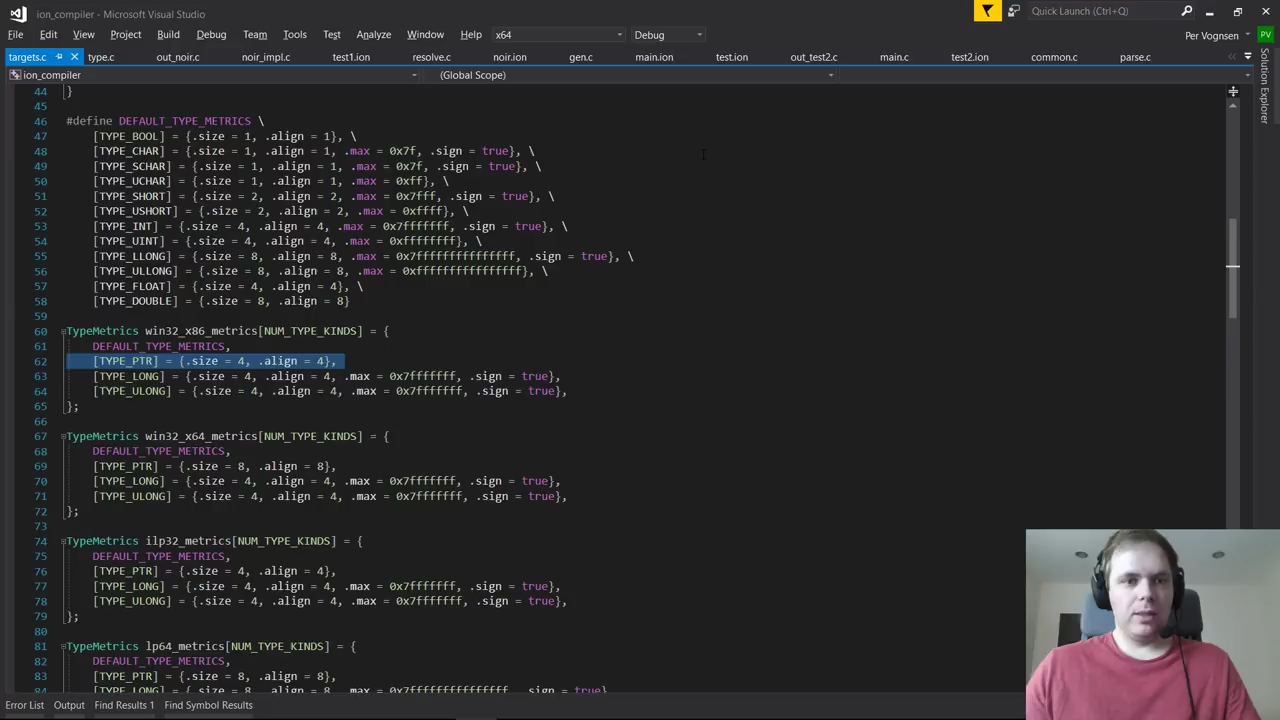 ion_compiler - Microsoft Visual Studio
Quick Launch (Ctrl+Q)
File Edit View Project Build Debug Team Tools Test Analyze Window Help x64 Debug
Per Vognsen PV
targets.c type.c out_noir.c noir_impl.c test1.ion resolve.c noir.ion gen.c main.ion test.ion out_test2.c main.c test2.ion common.c parse.c
ion_compiler (Global Scope)
Solution Explorer
44 }
45
46 #define DEFAULT_TYPE_METRICS \
47 [TYPE_BOOL] = {.size = 1, .align = 1}, \
48 [TYPE_CHAR] = {.size = 1, .align = 1, .max = 0x7f, .sign = true}, \
49 [TYPE_SCHAR] = {.size = 1, .align = 1, .max = 0x7f, .sign = true}, \
50 [TYPE_UCHAR] = {.size = 1, .align = 1, .max = 0xff}, \
51 [TYPE_SHORT] = {.size = 2, .align = 2, .max = 0x7fff, .sign = true}, \
52 [TYPE_USHORT] = {.size = 2, .align = 2, .max = 0xffff}, \
53 [TYPE_INT] = {.size = 4, .align = 4, .max = 0x7fffffff, .sign = true}, \
54 [TYPE_UINT] = {.size = 4, .align = 4, .max = 0xffffffff}, \
55 [TYPE_LLONG] = {.size = 8, .align = 8, .max = 0x7fffffffffffffff, .sign = true}, \
56 [TYPE_ULLONG] = {.size = 8, .align = 8, .max = 0xffffffffffffffff}, \
57 [TYPE_FLOAT] = {.size = 4, .align = 4}, \
58 [TYPE_DOUBLE] = {.size = 8, .align = 8}
59
60 TypeMetrics win32_x86_metrics[NUM_TYPE_KINDS] = {
61 DEFAULT_TYPE_METRICS,
62 [TYPE_PTR] = {.size = 4, .align = 4},
63 [TYPE_LONG] = {.size = 4, .align = 4, .max = 0x7fffffff, .sign = true},
64 [TYPE_ULONG] = {.size = 4, .align = 4, .max = 0x7fffffff, .sign = true},
65 };
66
67 TypeMetrics win32_x64_metrics[NUM_TYPE_KINDS] = {
68 DEFAULT_TYPE_METRICS,
69 [TYPE_PTR] = {.size = 8, .align = 8},
70 [TYPE_LONG] = {.size = 4, .align = 4, .max = 0x7fffffff, .sign = true},
71 [TYPE_ULONG] = {.size = 4, .align = 4, .max = 0x7fffffff, .sign = true},
72 };
73
74 TypeMetrics ilp32_metrics[NUM_TYPE_KINDS] = {
75 DEFAULT_TYPE_METRICS,
76 [TYPE_PTR] = {.size = 4, .align = 4},
77 [TYPE_LONG] = {.size = 4, .align = 4, .max = 0x7fffffff, .sign = true},
78 [TYPE_ULONG] = {.size = 4, .align = 4, .max = 0x7fffffff, .sign = true},
79 };
80
81 TypeMetrics lp64_metrics[NUM_TYPE_KINDS] = {
82 DEFAULT_TYPE_METRICS,
83 [TYPE_PTR] = {.size = 8, .align = 8},
84 [TYPE_LONG] = {.size = 8, .align = 8, .max = 0x7fffffffffffffff, .sign = true}
Error List Output Find Results 1 Find Symbol Results